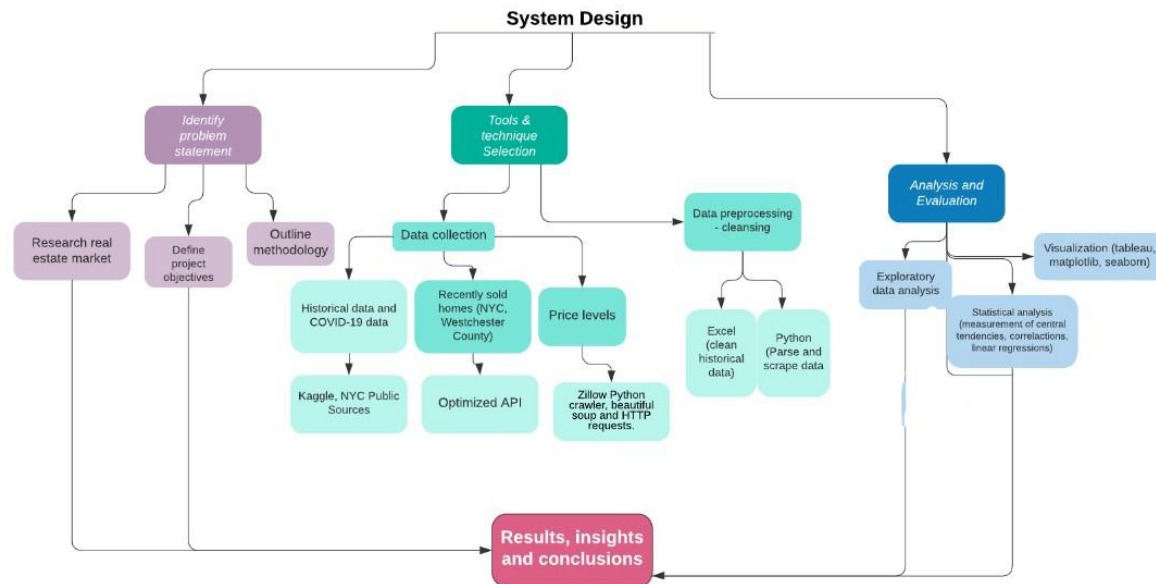 System Design
Identify
problem
statement
Tools &
technique
Selection
Analysis and
Evaluation
Research real
estate market
Define
project
objectives
Outline
methodology
Data collection
Data preprocessing
- cleansing
Exploratory
data analysis
Visualization (tableau,
matplotlib, seaborn)
Historical data and
COVID-19 data
Recently sold
homes (NYC,
Westchester
County)
Price levels
Excel
(clean
historical
data)
Python
(Parse and
scrape data
Statistical analysis
(measurement of central
tendencies, correlactions,
linear regressions)
Kaggle, NYC Public
Sources
Optimized API
Zillow Python
crawler, beautiful
soup and HTTP
requests.
Results, insights
and conclusions